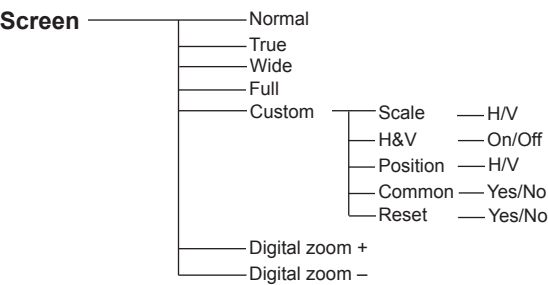 Screen Normal
True
Wide
Full
Custom Scale H/V
H&V On/Off
Position H/V
Common Yes/No
Reset Yes/No
Digital zoom +
Digital zoom –